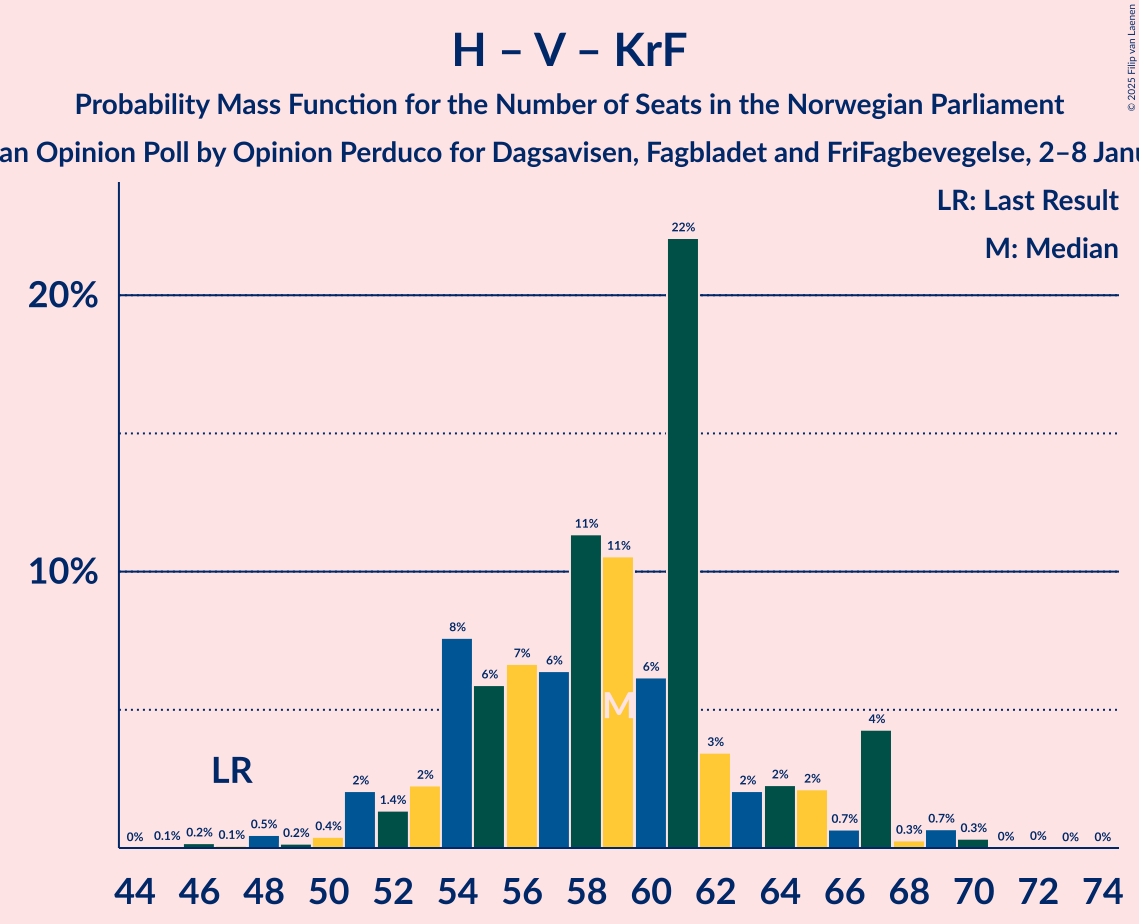 © 2025 Filip van Laenen
H – V – KrF
Probability Mass Function for the Number of Seats in the Norwegian Parliament
an Opinion Poll by Opinion Perduco for Dagsavisen, Fagbladet and FriFagbevegelse, 2–8 Janu
LR: Last Result
M: Median
20%
10%
0% 0.1% 0.2% 0.1% 0.5% 0.2% 0.4% 2% 1.4% 2% 8% 6% 7% 6% 11% 11% 6% 22% 3% 2% 2% 2% 0.7% 4% 0.3% 0.7% 0.3% 0% 0% 0% 0%
LR
M
44 46 48 50 52 54 56 58 60 62 64 66 68 70 72 74